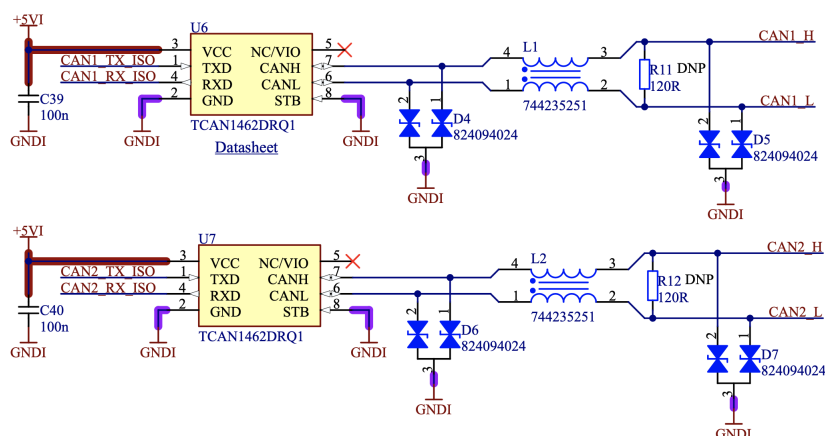 +5VI
U6
L1
CAN1_H
3 VCC NC/VIO 5
4 3
CAN1_TX_ISO 1 TXD CANH 7
CAN1_RX_ISO 4 RXD CANL 6
1 2
R11 DNP
120R
2 GND STB 8
C39
100n
744235251
CAN1_L
TCAN1462DRQ1
Datasheet
2 1
D4
824094024
2 1
D5
824094024
GNDI
GNDI
GNDI
3
GNDI
3
GNDI
+5VI
U7
L2
CAN2_H
3 VCC NC/VIO 5
4 3
CAN2_TX_ISO 1 TXD CANH 7
CAN2_RX_ISO 4 RXD CANL 6
1 2
R12 DNP
120R
2 GND STB 8
C40
100n
744235251
CAN2_L
TCAN1462DRQ1
2 1
D6
824094024
2 1
D7
824094024
GNDI
GNDI
GNDI
3
GNDI
3
GNDI